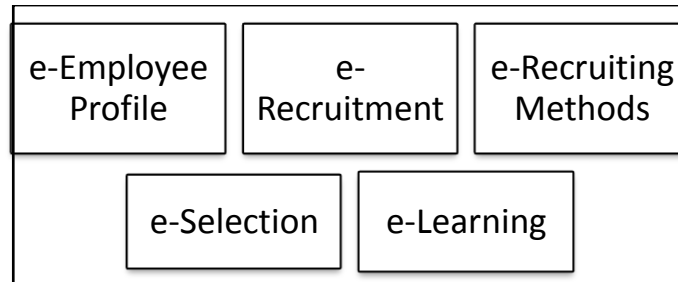 e-Employee
Profile
e-
Recruitment
e-Recruiting
Methods
e-Selection
e-Learning